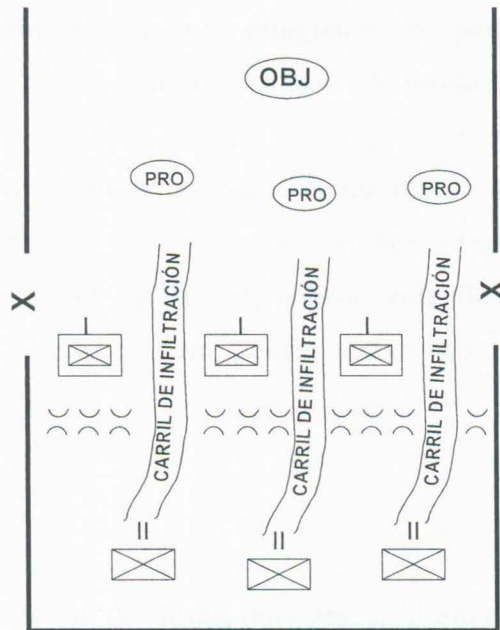 OBJ
PRO
PRO
PRO
CARRIL DE INFILTRACIÓN
CARRIL DE INFILTRACIÓN
CARRIL DE INFILTRACIÓN
X
X
I
I
I
II
II
II